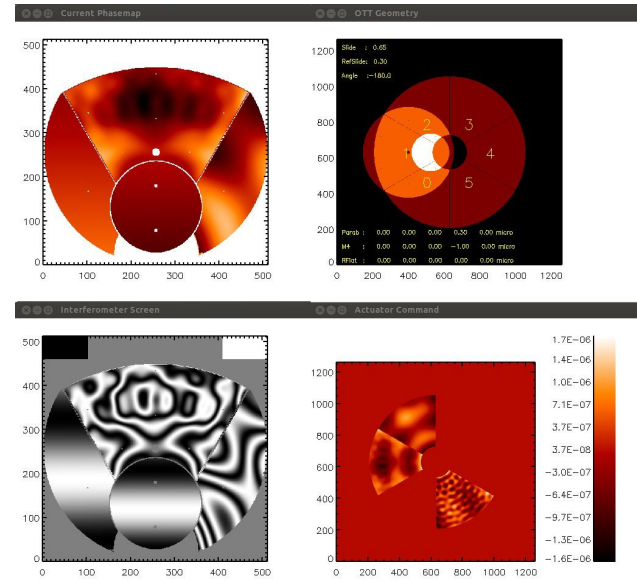 Current Phasemap
500
400
300
200
100
0
0 100 200 300 400 500
OTT Geometry
1200
1000
800
600
400
200
0
Slide : 0.65
RefSlide: 0.30
Angle :-180.0
2 3
1 4
0 5
Parab : 0.00 0.00 0.00 0.30 0.00 micro
M4 : 0.00 0.00 0.00 -1.00 0.00 micro
RFlat : 0.00 0.00 0.00 0.00 0.00 micro
0 200 400 600 800 1000 1200
Interferometer Screen
500
400
300
200
100
0
0 100 200 300 400 500
Actuator Command
1200
1000
800
600
400
200
0
0 200 400 600 800 1000 1200
1.7E-06
1.4E-06
1.0E-06
7.1E-07
3.7E-07
3.7E-08
-3.0E-07
-6.4E-07
-9.7E-07
-1.3E-06
-1.6E-06